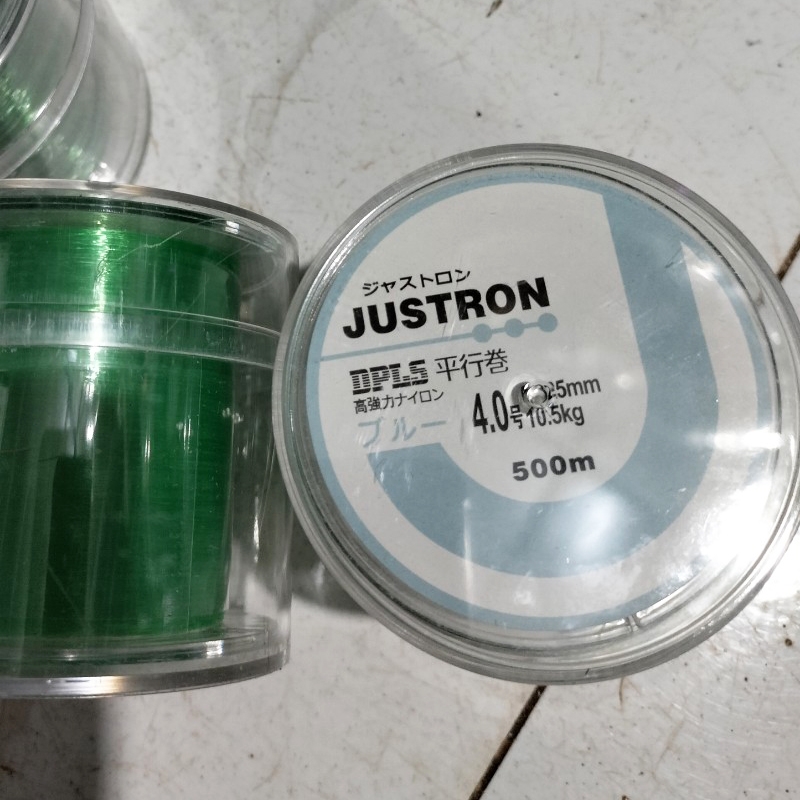 ジャストロン
JUSTRON
DPLS 平行巻
高強力ナイロン
ブルー
4.0号
10.5kg
500m